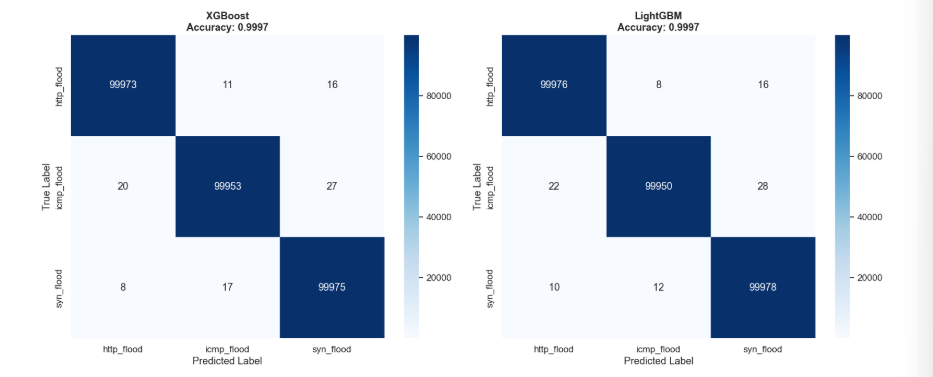 XGBoost
Accuracy: 0.9997
True Label
http_flood
icmp_flood
syn_flood
99973 11 16
20 99953 27
8 17 99975
http_flood icmp_flood syn_flood
Predicted Label
80000
60000
40000
20000
LightGBM
Accuracy: 0.9997
True Label
http_flood
icmp_flood
syn_flood
99976 8 16
22 99950 28
10 12 99978
http_flood icmp_flood syn_flood
Predicted Label
80000
60000
40000
20000